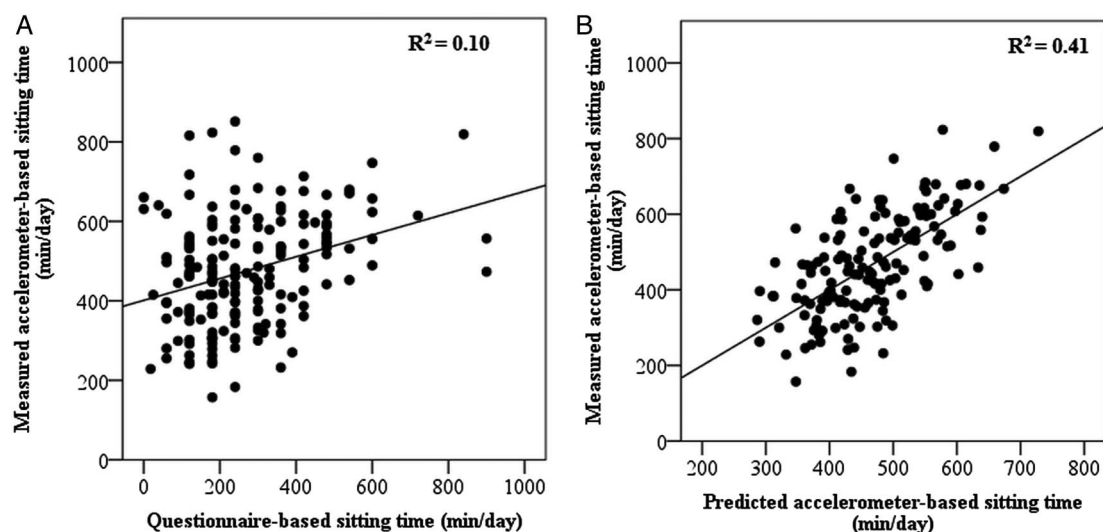 A
R² = 0.10
Measured accelerometer-based sitting time
(min/day)
1000
800
600
400
200
0
0 200 400 600 800 1000
Questionnaire-based sitting time (min/day)
B
R² = 0.41
Measured accelerometer-based sitting time
(min/day)
1000
800
600
400
200
0
200 300 400 500 600 700 800
Predicted accelerometer-based sitting time
(min/day)